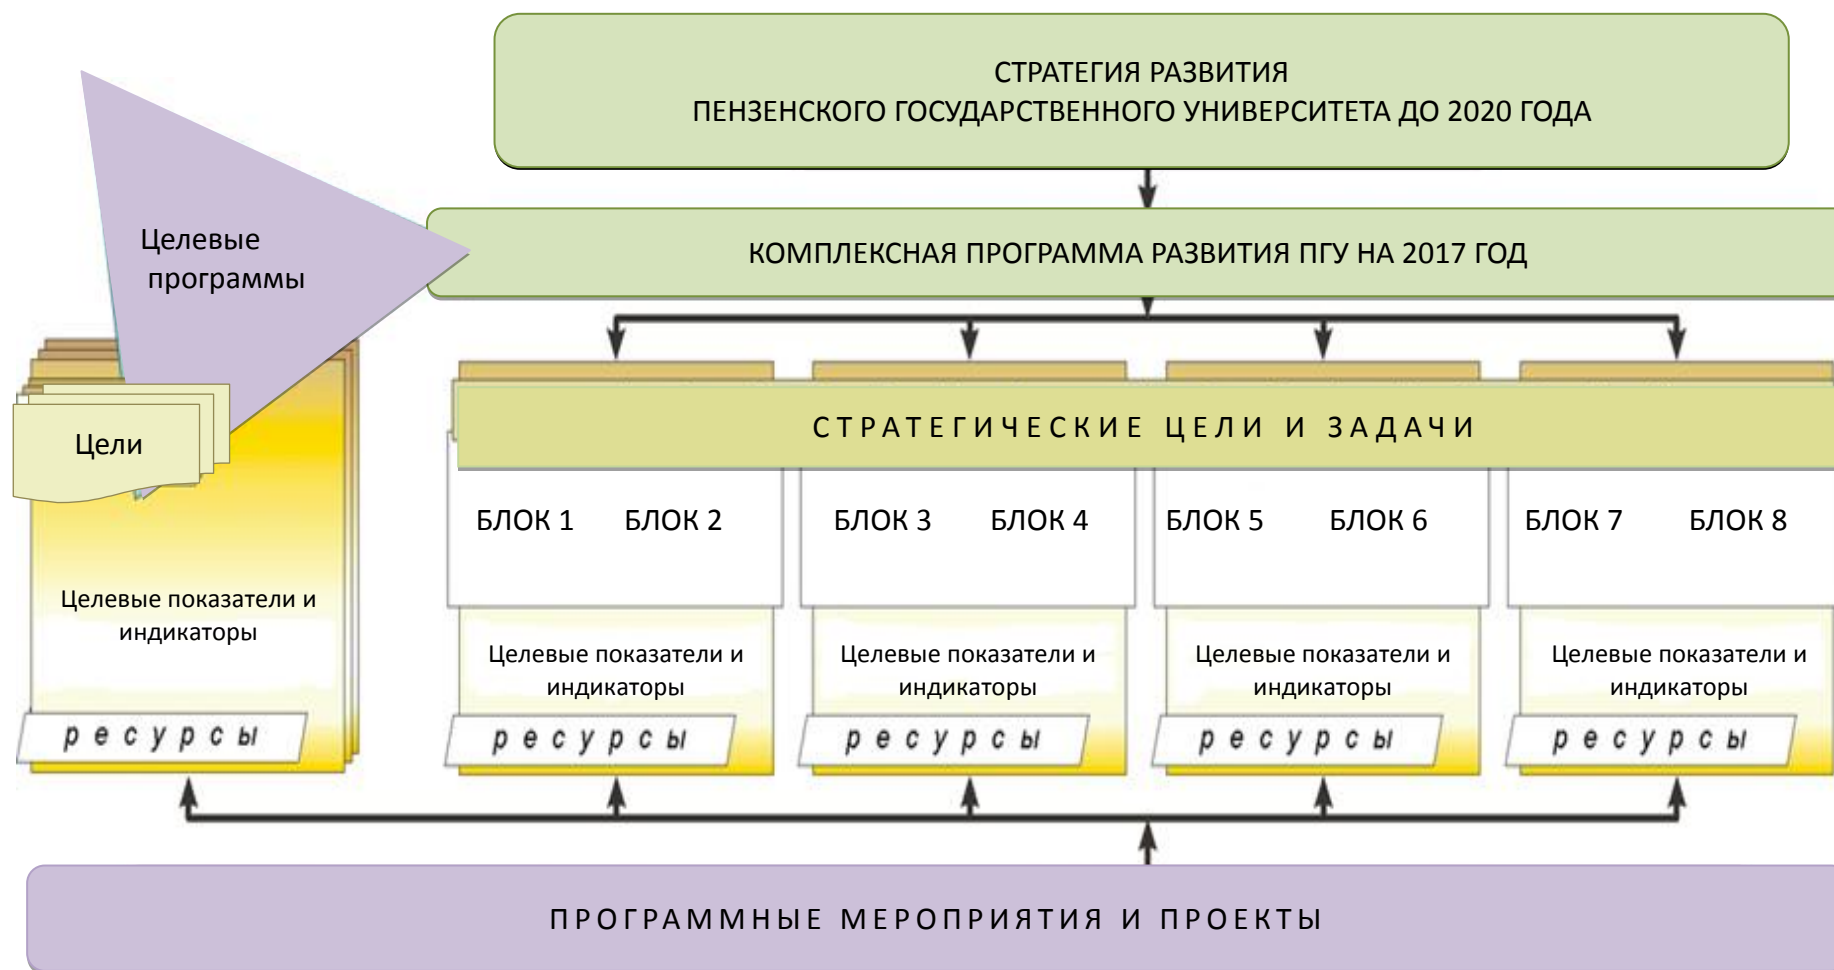 СТРАТЕГИЯ РАЗВИТИЯ
ПЕНЗЕНСКОГО ГОСУДАРСТВЕННОГО УНИВЕРСИТЕТА ДО 2020 ГОДА
Целевые
программы
КОМПЛЕКСНАЯ ПРОГРАММА РАЗВИТИЯ ПГУ НА 2017 ГОД
Цели
СТРАТЕГИЧЕСКИЕ ЦЕЛИ И ЗАДАЧИ
БЛОК 1 БЛОК 2 БЛОК 3 БЛОК 4 БЛОК 5 БЛОК 6 БЛОК 7 БЛОК 8
Целевые показатели и
индикаторы
ресурсы
Целевые показатели и
индикаторы
ресурсы
Целевые показатели и
индикаторы
ресурсы
Целевые показатели и
индикаторы
ресурсы
Целевые показатели и
индикаторы
ресурсы
ПРОГРАММНЫЕ МЕРОПРИЯТИЯ И ПРОЕКТЫ